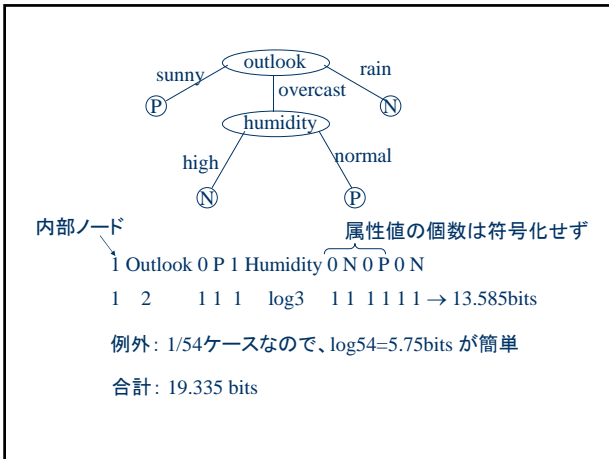 outlook
sunny
rain
overcast
P
N
humidity
high
normal
N
P
内部ノード
属性値の個数は符号化せず
1 Outlook 0 P 1 Humidity 0 N 0 P 0 N
1 2 1 1 1 log3 1 1 1 1 1 1 → 13.585bits
例外: 1/54ケースなので、log54=5.75bits が簡単
合計: 19.335 bits